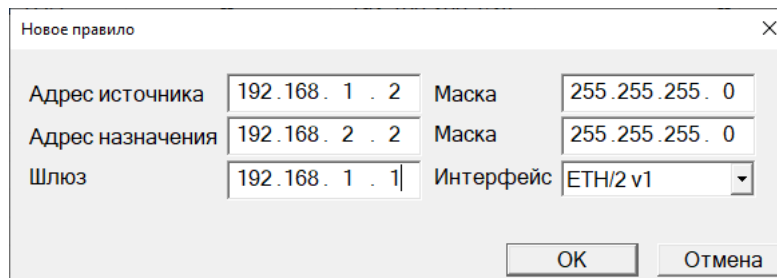 Новое правило
Адрес источника 192.168. 1 . 2 Маска 255.255.255. 0
Адрес назначения 192.168. 2 . 2 Маска 255.255.255. 0
Шлюз 192.168. 1 . 1 Интерфейс ETH/2 v1
OK Отмена